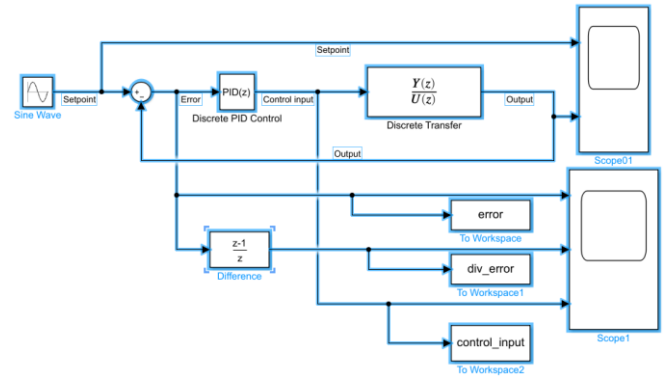 Setpoint
Scope01
Sine Wave
Setpoint
+
-
Error
PID(z)
Discrete PID Control
Control input
Y(z)
U(z)
Discrete Transfer
Output
Output
Scope1
error
To Workspace
z-1
z
Difference
div_error
To Workspace1
control_input
To Workspace2